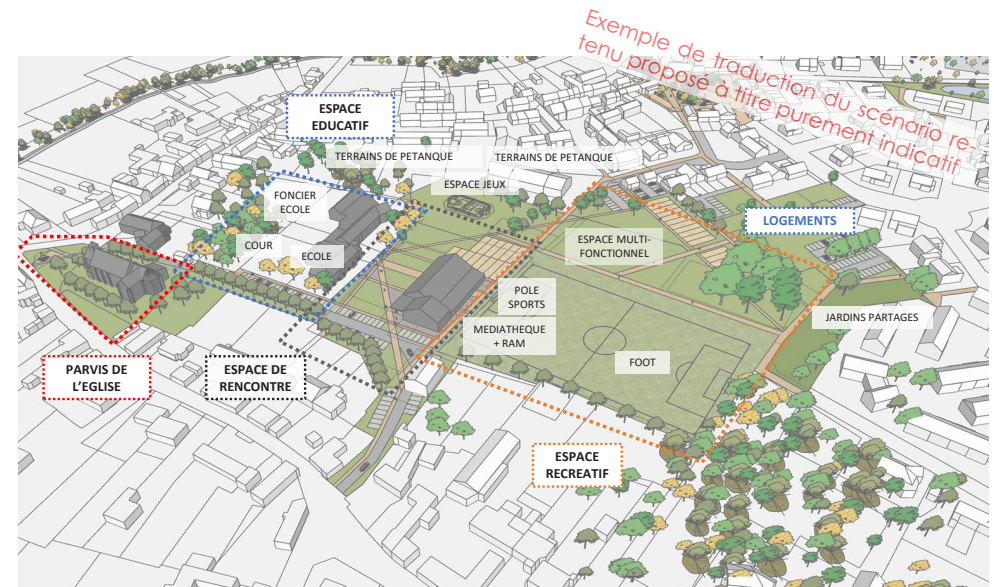 Exemple de traduction du scénario re-
tenu proposé à titre purement indicatif
ESPACE
EDUCATIF
TERRAINS DE PETANQUE
TERRAINS DE PETANQUE
ESPACE JEUX
FONCIER
ECOLE
LOGEMENTS
COUR
ECOLE
ESPACE MULTI-
FONCTIONNEL
POLE
SPORTS
JARDINS PARTAGES
MEDIATHEQUE
+ RAM
FOOT
PARVIS DE
L'EGLISE
ESPACE DE
RENCONTRE
ESPACE
RECREATIF